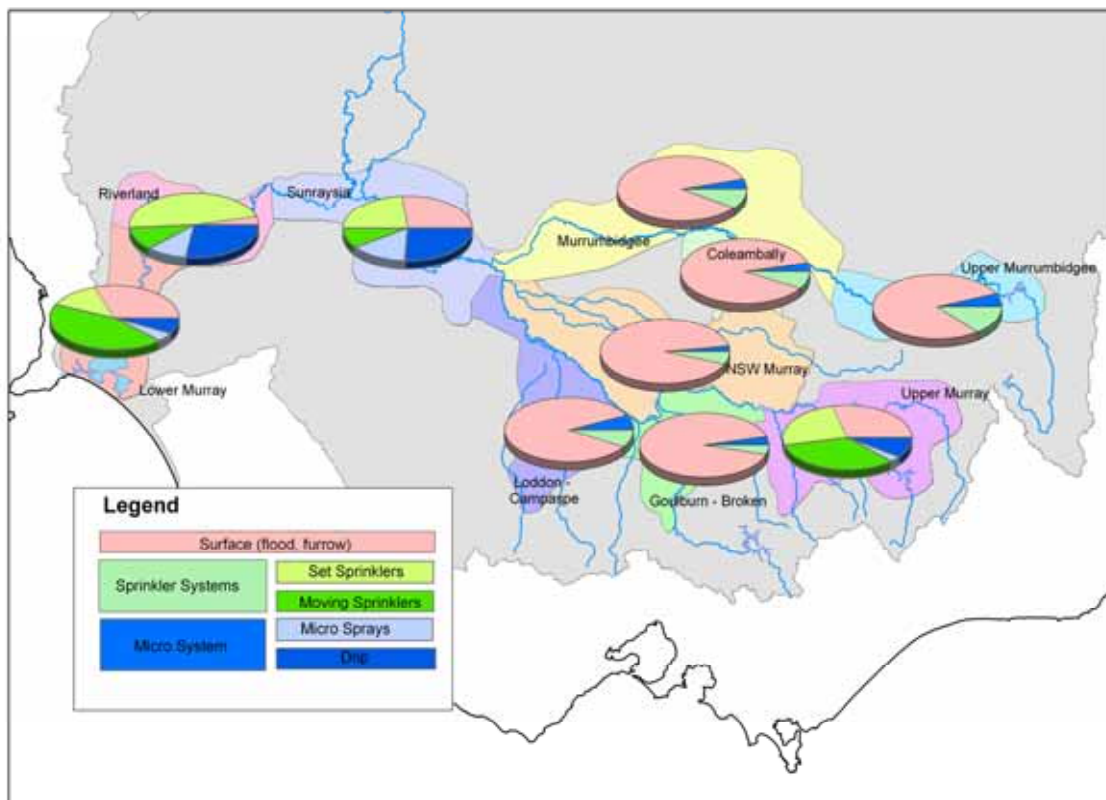 Riverland
Sunraysia
Murrumbidgee
Coleambally
Upper Murrumbidgee
NSW Murray
Lower Murray
Upper Murray
Loddon -
Campaspe
Goulburn - Broken
Legend
Surface (flood, furrow)
Sprinkler Systems
Set Sprinklers
Moving Sprinklers
Micro System
Micro Sprays
Drip